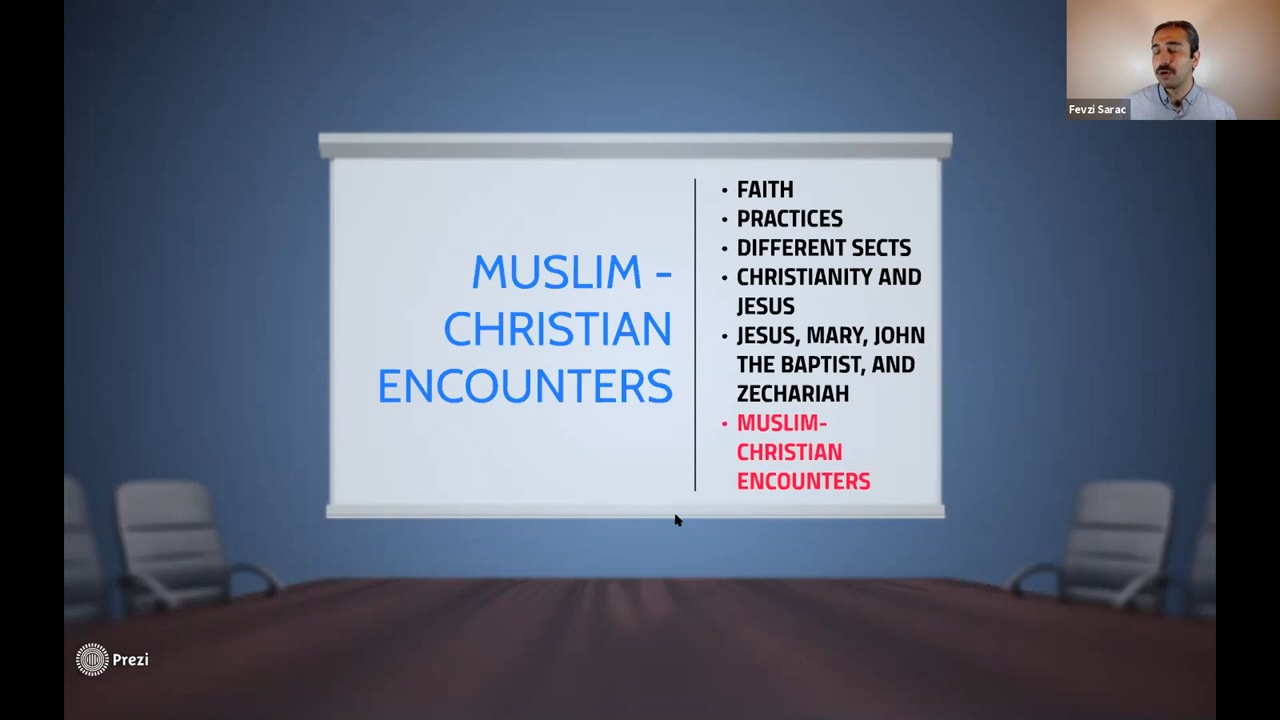 Fevzi Sarac
MUSLIM -
CHRISTIAN
ENCOUNTERS
• FAITH
• PRACTICES
• DIFFERENT SECTS
• CHRISTIANITY AND
JESUS
• JESUS, MARY, JOHN
THE BAPTIST, AND
ZECHARIAH
• MUSLIM-
CHRISTIAN
ENCOUNTERS
Prezi